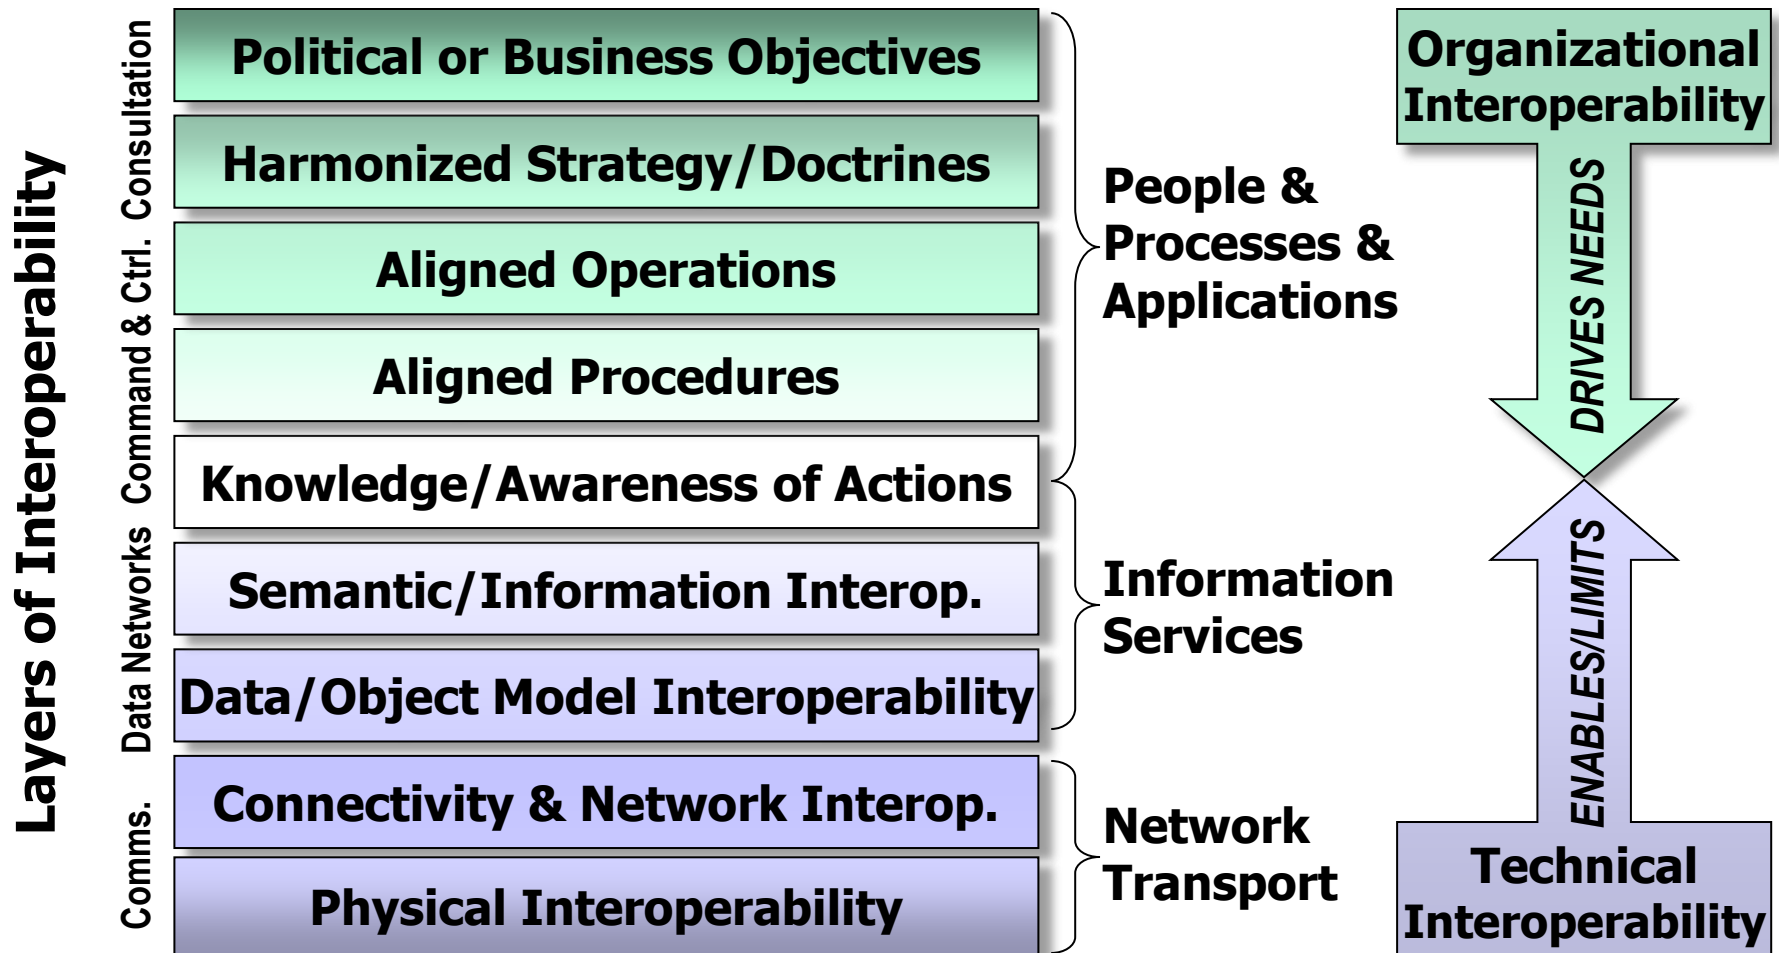 Layers of Interoperability
Consultation
Command & Ctrl.
Data Networks
Comms.
Political or Business Objectives
Harmonized Strategy/Doctrines
Aligned Operations
Aligned Procedures
Knowledge/Awareness of Actions
Semantic/Information Interop.
Data/Object Model Interoperability
Connectivity & Network Interop.
Physical Interoperability
People &
Processes &
Applications
Information
Services
Network
Transport
Organizational
Interoperability
DRIVES NEEDS
ENABLES/LIMITS
Technical
Interoperability